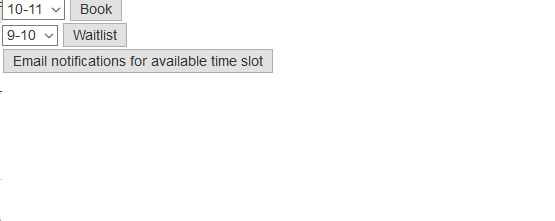 10-11 Book
9-10 Waitlist
Email notifications for available time slot